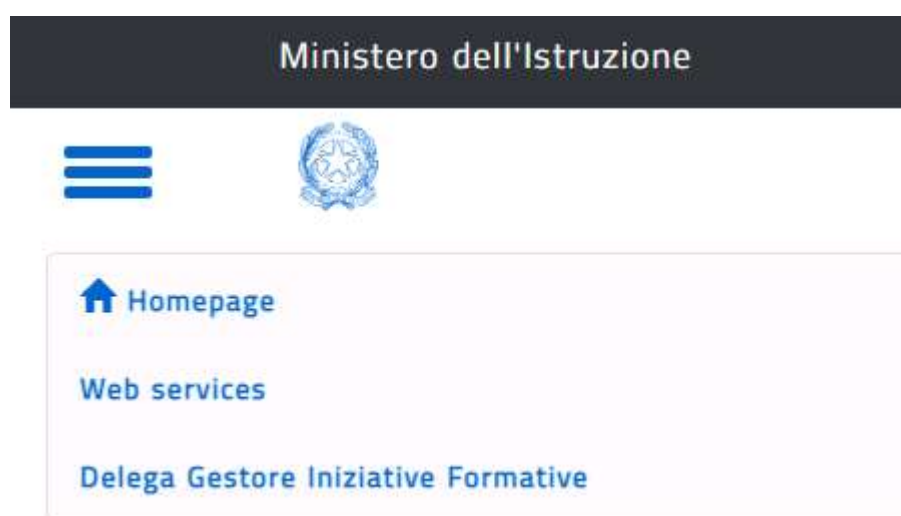 Ministero dell'Istruzione
Homepage
Web services
Delega Gestore Iniziative Formative